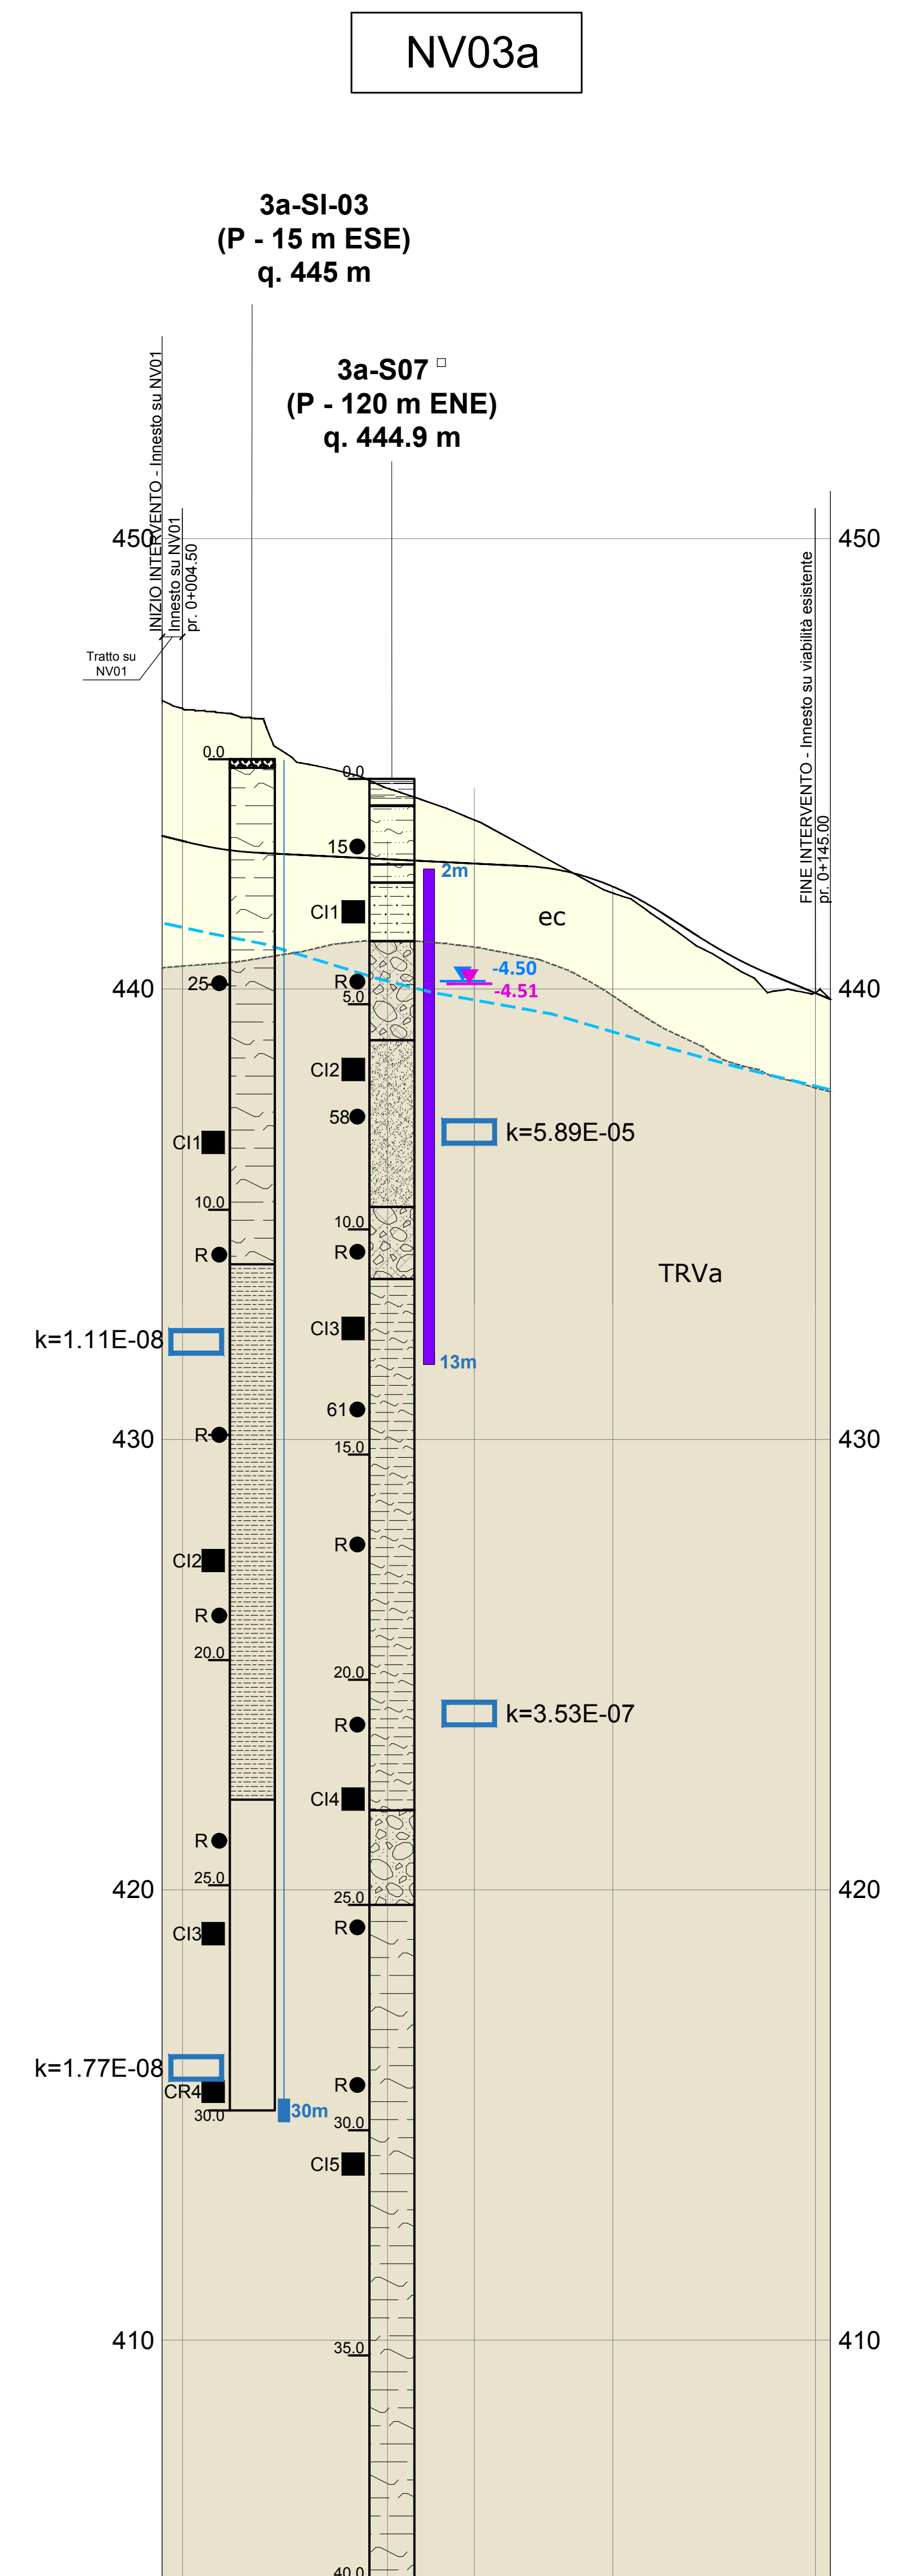 NV03a
3a-SI-03
(P - 15 m ESE)
q. 445 m
3a-S07 □
(P - 120 m ENE)
q. 444.9 m
INIZIO INTERVENTO - Innesto su NV01
Innesto su NV01
pr. 0+004.50
Tratto su
NV01
FINE INTERVENTO - Innesto su viabilità esistente
pr. 0+145.00
450
450
0.0
0.0
15
2m
CI1
ec
-4.50
25
R
440
440
-4.51
5.0
CI2
58
k=5.89E-05
CI1
10.0
10.0
R
R
TRVa
CI3
k=1.11E-08
13m
61
R
430
430
15.0
R
CI2
R
20.0
20.0
k=3.53E-07
R
CI4
R
25.0
420
420
25.0
R
CI3
k=1.77E-08
R
CR4
30.0
30m
30.0
CI5
410
410
35.0
40.0